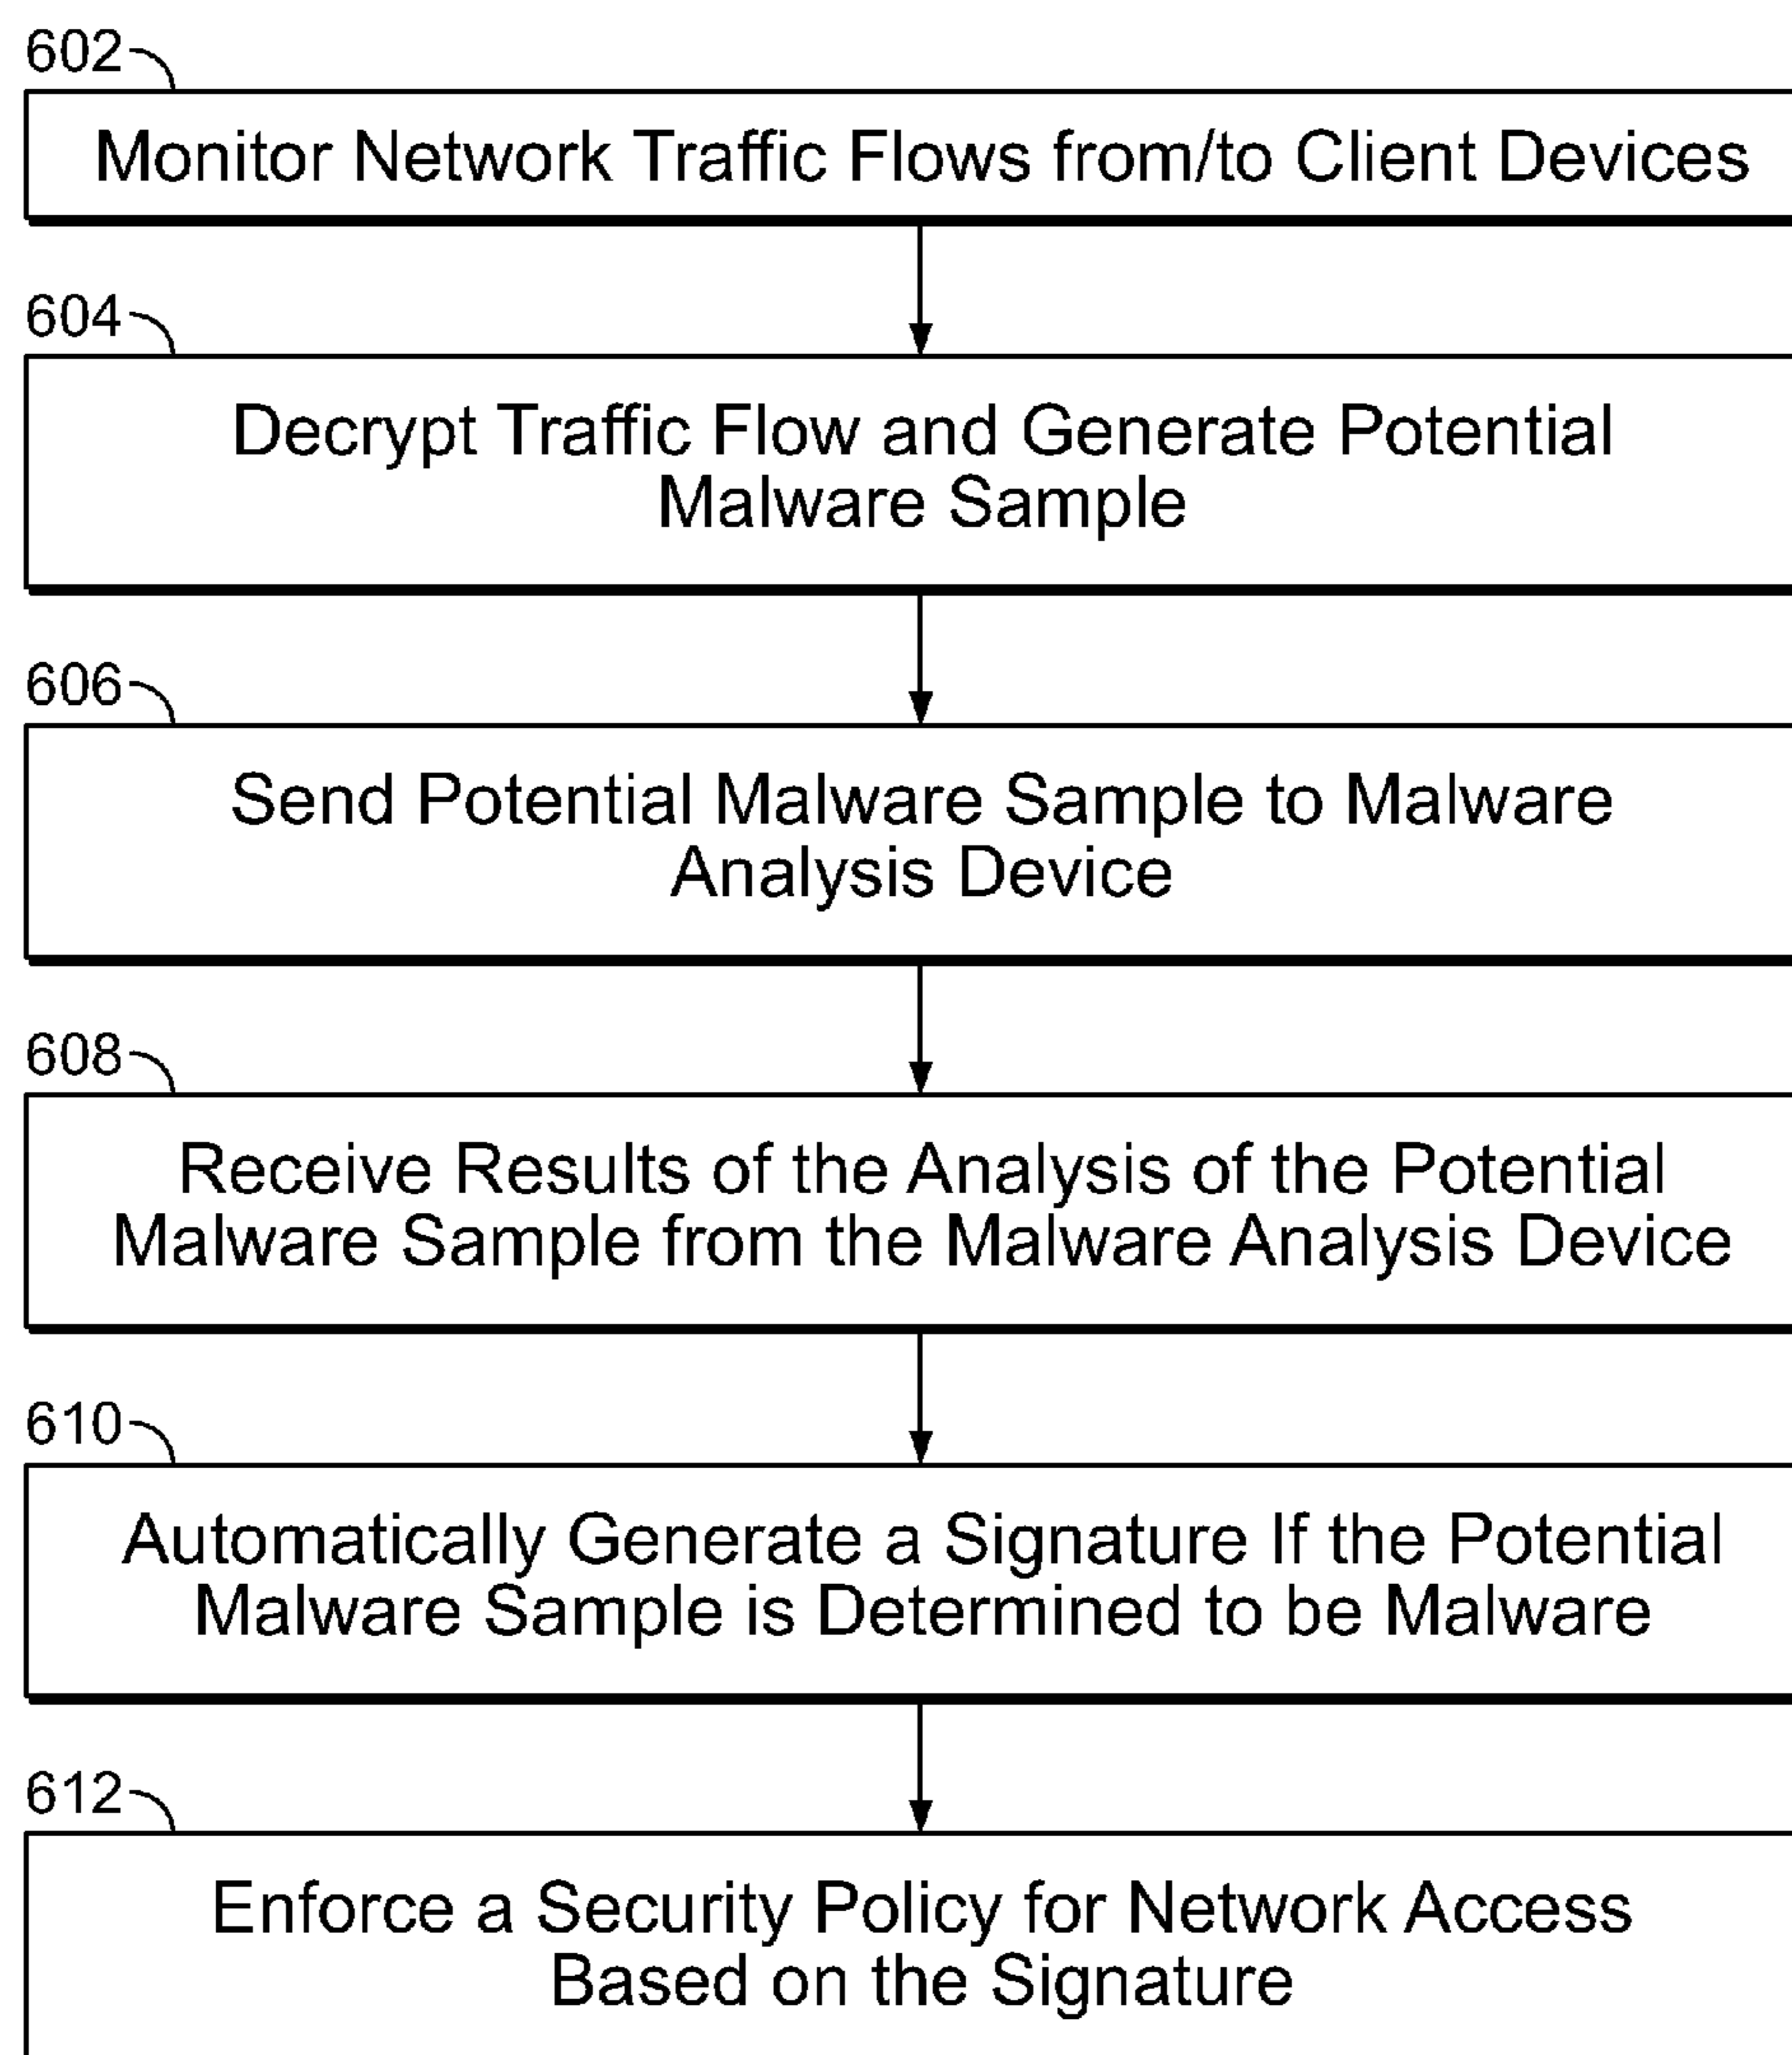 602
Monitor Network Traffic Flows from/to Client Devices
604
Decrypt Traffic Flow and Generate Potential
Malware Sample
606
Send Potential Malware Sample to Malware
Analysis Device
608
Receive Results of the Analysis of the Potential
Malware Sample from the Malware Analysis Device
610
Automatically Generate a Signature If the Potential
Malware Sample is Determined to be Malware
612
Enforce a Security Policy for Network Access
Based on the Signature